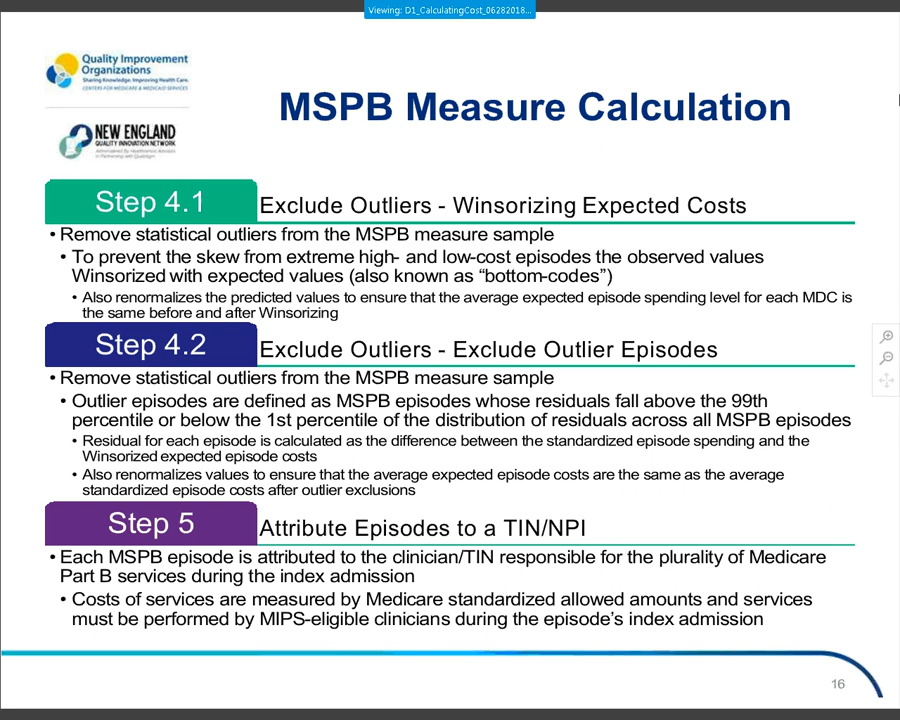 Viewing: D1_CalculatingCost_06282018...
Quality Improvement
Organizations
Sharing Knowledge. Improving Health Care.
CENTERS FOR MEDICARE & MEDICAID SERVICES
NEW ENGLAND
QUALITY INNOVATION NETWORK
MSPB Measure Calculation
Step 4.1
Exclude Outliers - Winsorizing Expected Costs
• Remove statistical outliers from the MSPB measure sample
• To prevent the skew from extreme high- and low-cost episodes the observed values
Winsorized with expected values (also known as “bottom-codes”)
• Also renormalizes the predicted values to ensure that the average expected episode spending level for each MDC is
the same before and after Winsorizing
Step 4.2
Exclude Outliers - Exclude Outlier Episodes
• Remove statistical outliers from the MSPB measure sample
• Outlier episodes are defined as MSPB episodes whose residuals fall above the 99th
percentile or below the 1st percentile of the distribution of residuals across all MSPB episodes
• Residual for each episode is calculated as the difference between the standardized episode spending and the
Winsorized expected episode costs
• Also renormalizes values to ensure that the average expected episode costs are the same as the average
standardized episode costs after outlier exclusions
Step 5
Attribute Episodes to a TIN/NPI
• Each MSPB episode is attributed to the clinician/TIN responsible for the plurality of Medicare
Part B services during the index admission
• Costs of services are measured by Medicare standardized allowed amounts and services
must be performed by MIPS-eligible clinicians during the episode’s index admission
16